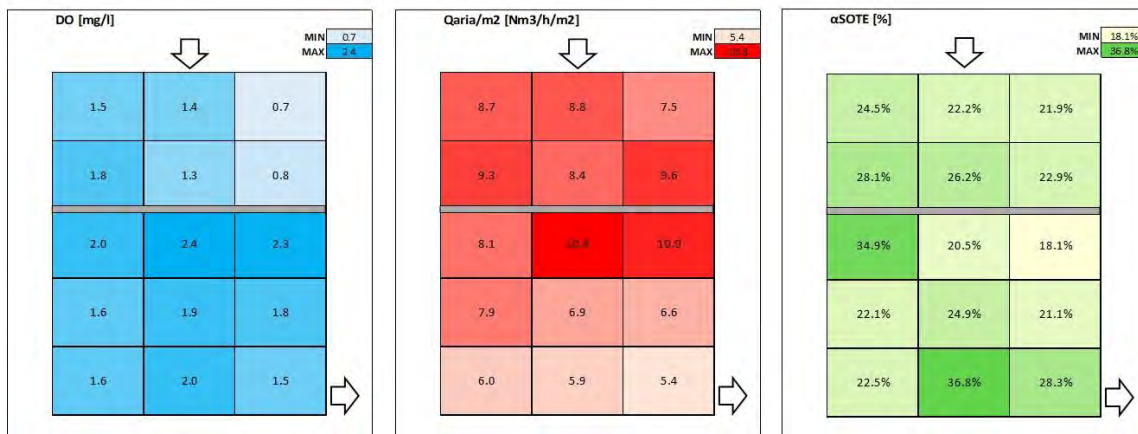 DO [mg/l]
MIN 0.7
MAX 2.4
1.5 1.4 0.7
1.8 1.3 0.8
2.0 2.4 2.3
1.6 1.9 1.8
1.6 2.0 1.5
Qaria/m2 [Nm3/h/m2]
MIN 5.4
MAX
8.7 8.8 7.5
9.3 8.4 9.6
8.1 10.0
7.9 6.9 6.6
6.0 5.9 5.4
αSOTE [%]
MIN 18.1%
MAX 36.8%
24.5% 22.2% 21.9%
28.1% 26.2% 22.9%
34.9% 20.5% 18.1%
22.1% 24.9% 21.1%
22.5% 36.8% 28.3%